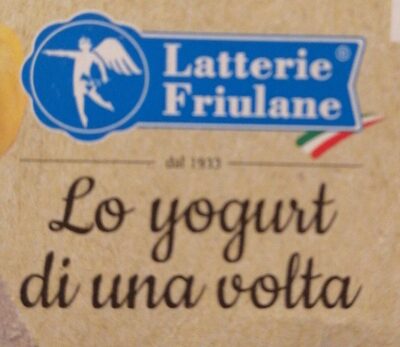 Latterie®
Friulane
dal 1933
Lo yogurt
di una volta